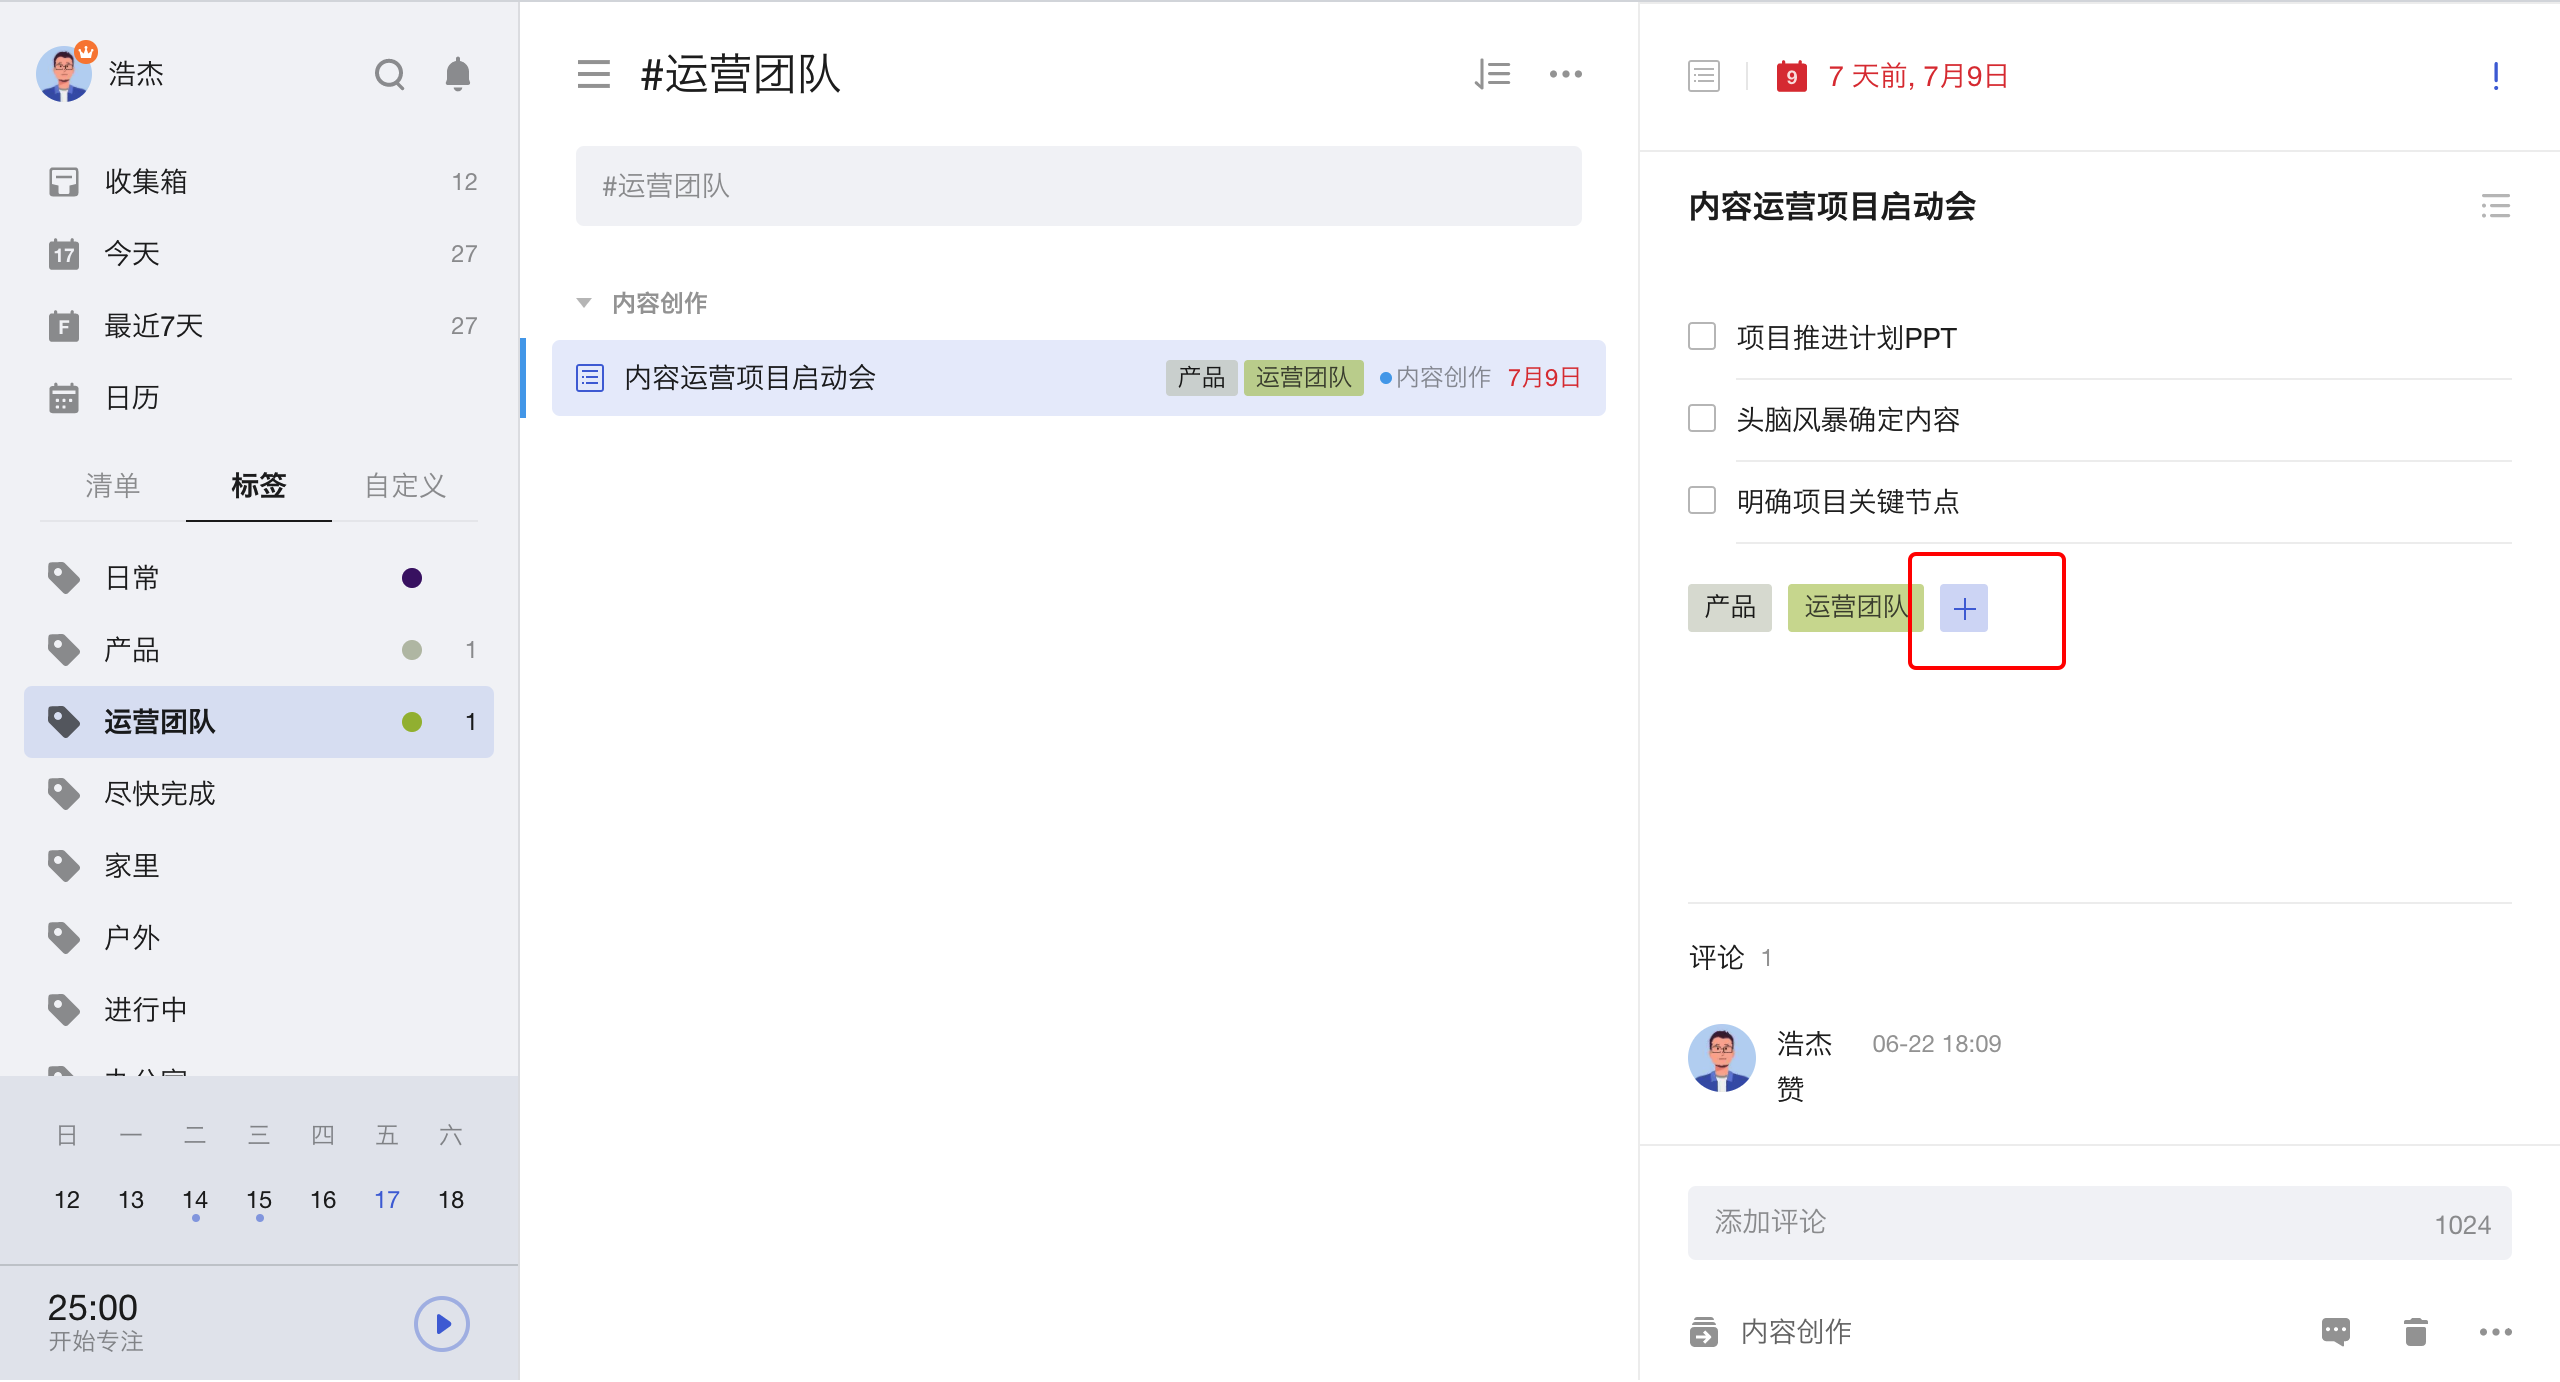 浩杰
收集箱 12
17 今天 27
F 最近7天 27
日历
清单 标签 自定义
日常
产品 1
运营团队 1
尽快完成
家里
户外
进行中
日 一 二 三 四 五 六
12 13 14 15 16 17 18
25:00
开始专注
#运营团队
#运营团队
内容创作
内容运营项目启动会 产品 运营团队 内容创作 7月9日
9 7 天前, 7月9日
内容运营项目启动会
项目推进计划PPT
头脑风暴确定内容
明确项目关键节点
产品 运营团队
评论 1
浩杰 06-22 18:09
赞
添加评论 1024
内容创作